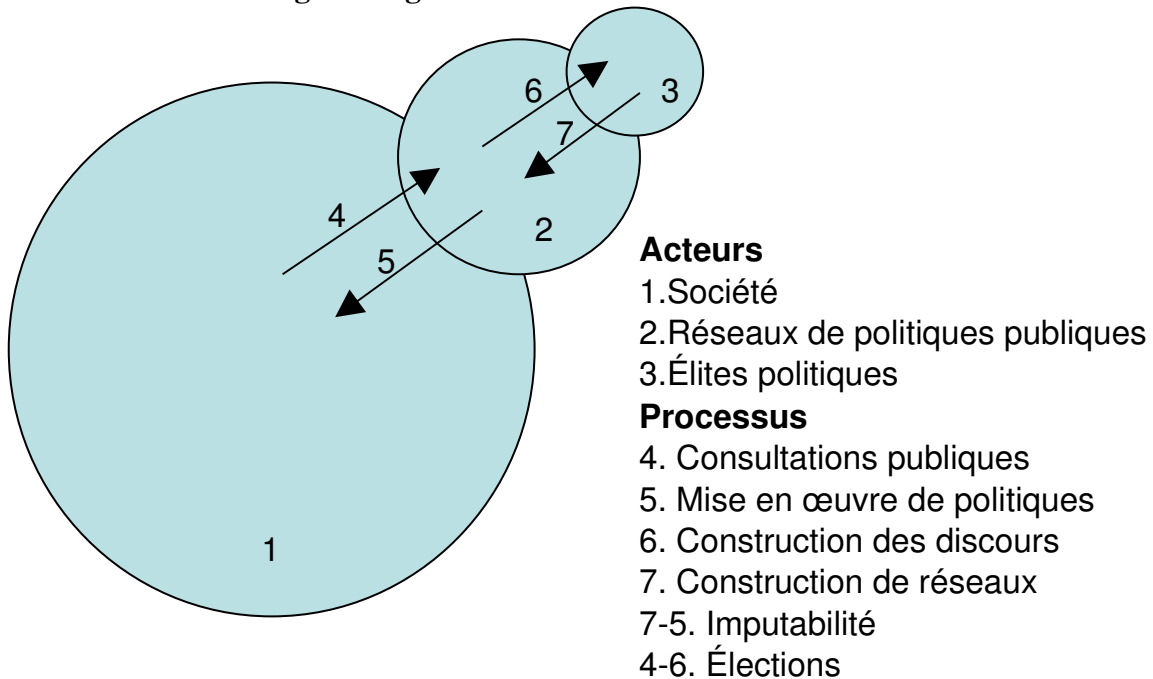 6
3
7
4
2
5
1
Acteurs
1.Société
2.Réseaux de politiques publiques
3.Élites politiques
Processus
4. Consultations publiques
5. Mise en œuvre de politiques
6. Construction des discours
7. Construction de réseaux
7-5. Imputabilité
4-6. Élections